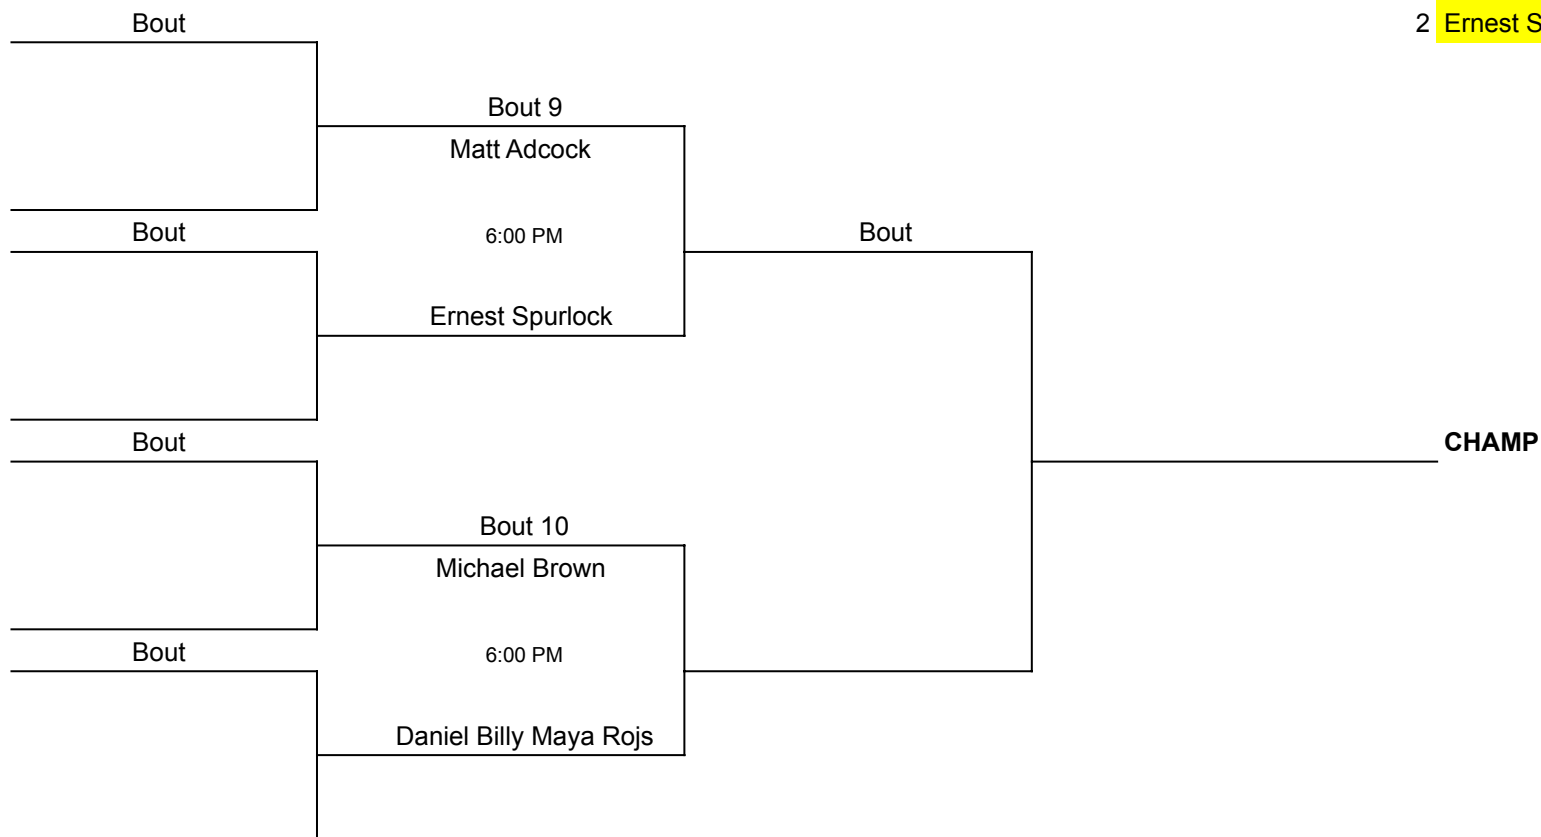 Bout
2 Ernest S
Bout 9
Matt Adcock
Bout
6:00 PM
Bout
Ernest Spurlock
Bout
CHAMP
Bout 10
Michael Brown
Bout
6:00 PM
Daniel Billy Maya Rojs